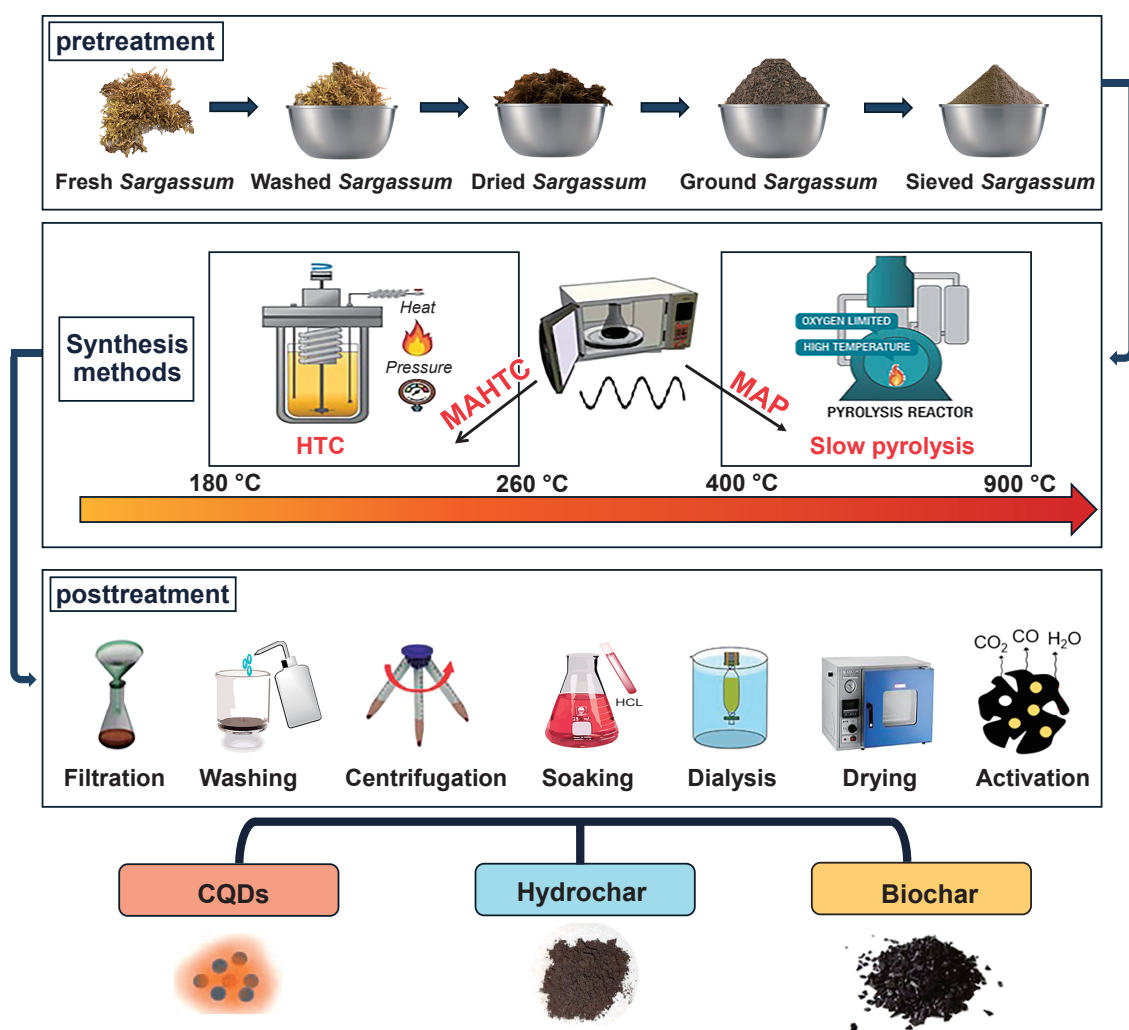 pretreatment
Fresh Sargassum
Washed Sargassum
Dried Sargassum
Ground Sargassum
Sieved Sargassum
Synthesis
methods
Heat
Pressure
HTC
MAHTC
MAP
OXYGEN LIMITED
HIGH TEMPERATURE
PYROLYSIS REACTOR
Slow pyrolysis
180 °C
260 °C
400 °C
900 °C
posttreatment
HCL
CO₂
CO
H₂O
Filtration
Washing
Centrifugation
Soaking
Dialysis
Drying
Activation
CQDs
Hydrochar
Biochar